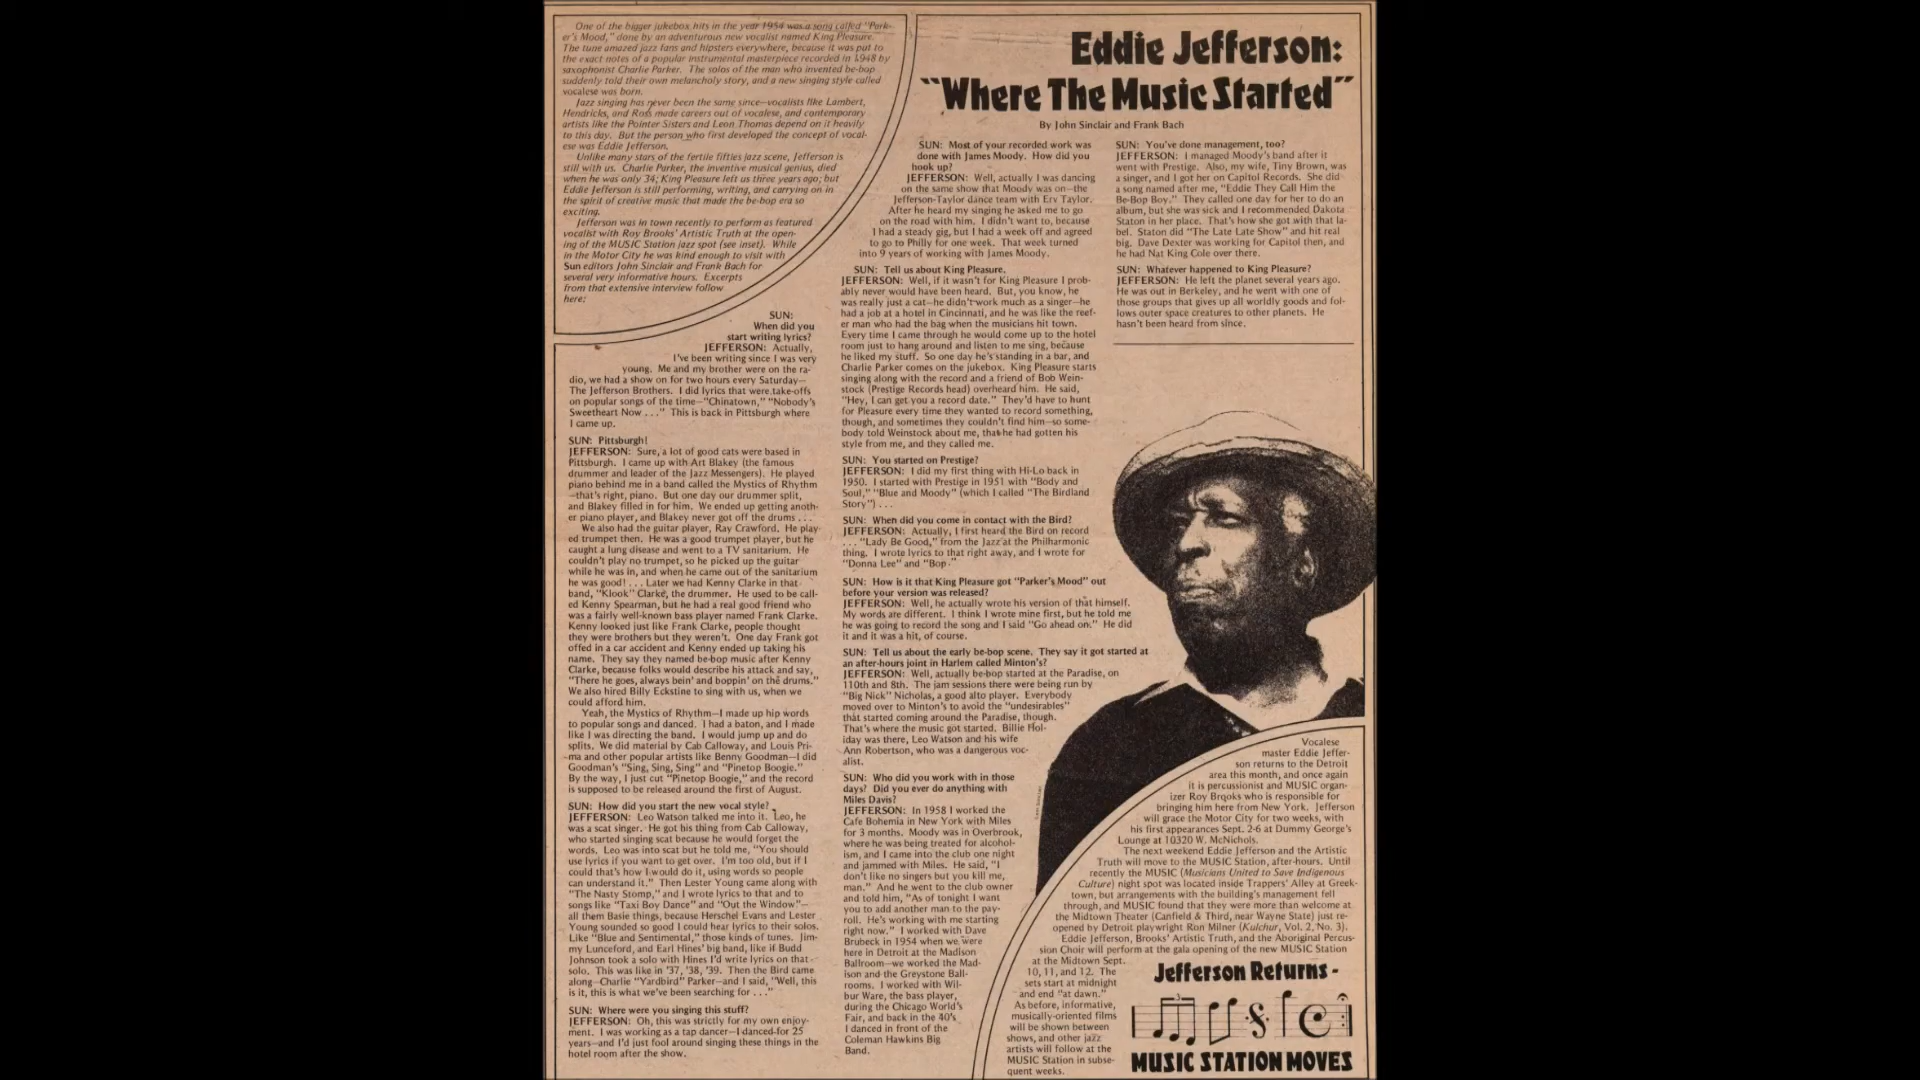 One of the bigger jukebox hits in the year 1954 was a song called "Park-
er's Mood," done by an adventurous new vocalist named King Pleasure.
The tune amazed jazz fans and hipsters everywhere, because it was put to
the exact notes of a popular instrumental masterpiece recorded in 1948 by
saxophonist Charlie Parker. The solos of the man who invented be-bop
suddenly told their own melancholy story, and a new singing style called
vocalese was born.
Jazz singing has never been the same since—vocalists like Lambert,
Hendricks, and Ross made careers out of vocalese, and contemporary
artists like the Pointer Sisters and Leon Thomas depend on it heavily
to this day. But the person who first developed the concept of vocal-
ese was Eddie Jefferson.
Unlike many stars of the fertile fifties jazz scene, Jefferson is
still with us. Charlie Parker, the inventive musical genius, died
when he was only 34; King Pleasure left us three years ago; but
Eddie Jefferson is still performing, writing, and carrying on in
the spirit of creative music that made the be-bop era so
exciting.
Jefferson was in town recently to perform as featured
vocalist with Roy Brooks' Artistic Truth at the open-
ing of the MUSIC Station jazz spot (see inset). While
in the Motor City he was kind enough to visit with
Sun editors John Sinclair and Frank Bach for
several very informative hours. Excerpts
from that extensive interview follow
here:
Eddie Jefferson:
"Where The Music Started"
By John Sinclair and Frank Bach
SUN:
When did you
start writing lyrics?
JEFFERSON: Actually,
I've been writing since I was very
young. Me and my brother were on the ra-
dio, we had a show on for two hours every Saturday—
The Jefferson Brothers. I did lyrics that were take-offs
on popular songs of the time—"Chinatown," "Nobody's
Sweetheart Now . . ." This is back in Pittsburgh where
I came up.
SUN: Pittsburgh!
JEFFERSON: Sure, a lot of good cats were based in
Pittsburgh. I came up with Art Blakey (the famous
drummer and leader of the Jazz Messengers). He played
piano behind me in a band called the Mystics of Rhythm
—that's right, piano. But one day our drummer split,
and Blakey filled in for him. We ended up getting anoth-
er piano player, and Blakey never got off the drums . . .
We also had the guitar player, Ray Crawford. He play-
ed trumpet then. He was a good trumpet player, but he
caught a lung disease and went to a TV sanitarium. He
couldn't play no trumpet, so he picked up the guitar
while he was in, and when he came out of the sanitarium
he was good! . . . Later we had Kenny Clarke in that
band, "Klook" Clarke, the drummer. He used to be call-
ed Kenny Spearman, but he had a real good friend who
was a fairly well-known bass player named Frank Clarke.
Kenny looked just like Frank Clarke, people thought
they were brothers but they weren't. One day Frank got
offed in a car accident and Kenny ended up taking his
name. They say they named be-bop music after Kenny
Clarke, because folks would describe his attack and say,
"There he goes, always bein' and boppin' on the drums."
We also hired Billy Eckstine to sing with us, when we
could afford him.
Yeah, the Mystics of Rhythm—I made up hip words
to popular songs and danced. I had a baton, and I made
like I was directing the band. I would jump up and do
splits. We did material by Cab Calloway, and Louis Pri-
ma and other popular artists like Benny Goodman—I did
Goodman's "Sing, Sing, Sing" and "Pinetop Boogie."
By the way, I just cut "Pinetop Boogie," and the record
is supposed to be released around the first of August.
SUN: How did you start the new vocal style?
JEFFERSON: Leo Watson talked me into it. Leo, he
was a scat singer. He got his thing from Cab Calloway,
who started singing scat because he would forget the
words. Leo was into scat but he told me, "You should
use lyrics if you want to get over. I'm too old, but if I
could that's how I would do it, using words so people
can understand it." Then Lester Young came along with
"The Nasty Stomp," and I wrote lyrics to that and to
songs like "Taxi Boy Dance" and "Out the Window"—
all them Basie things, because Herschel Evans and Lester
Young sounded so good I could hear lyrics to their solos.
Like "Blue and Sentimental," those kinds of tunes. Jim-
my Lunceford, and Earl Hines' big band, like if Budd
Johnson took a solo with Hines I'd write lyrics on that
solo. This was like in '37, '38, '39. Then the Bird came
along—Charlie "Yardbird" Parker—and I said, "Well, this
is it, this is what we've been searching for . . ."
SUN: Where were you singing this stuff?
JEFFERSON: Oh, this was strictly for my own enjoy-
ment. I was working as a tap dancer—I danced for 25
years—and I'd just fool around singing these things in the
hotel room after the show.
SUN: Most of your recorded work was
done with James Moody. How did you
hook up?
JEFFERSON: Well, actually I was dancing
on the same show that Moody was on—the
Jefferson-Taylor dance team with Erv Taylor.
After he heard my singing he asked me to go
on the road with him. I didn't want to, because
I had a steady gig, but I had a week off and agreed
to go to Philly for one week. That week turned
into 9 years of working with James Moody.
SUN: Tell us about King Pleasure.
JEFFERSON: Well, if it wasn't for King Pleasure I prob-
ably never would have been heard. But, you know, he
was really just a cat—he didn't work much as a singer—he
had a job at a hotel in Cincinnati, and he was like the reef-
er man who had the bag when the musicians hit town.
Every time I came through he would come up to the hotel
room just to hang around and listen to me sing, because
he liked my stuff. So one day he's standing in a bar, and
Charlie Parker comes on the jukebox. King Pleasure starts
singing along with the record and a friend of Bob Wein-
stock (Prestige Records head) overheard him. He said,
"Hey, I can get you a record date." They'd have to hunt
for Pleasure every time they wanted to record something,
though, and sometimes they couldn't find him—so some-
body told Weinstock about me, that he had gotten his
style from me, and they called me.
SUN: You started on Prestige?
JEFFERSON: I did my first thing with Hi-Lo back in
1950. I started with Prestige in 1951 with "Body and
Soul," "Blue and Moody" (which I called "The Birdland
Story") . . .
SUN: When did you come in contact with the Bird?
JEFFERSON: Actually, I first heard the Bird on record
. . . "Lady Be Good," from the Jazz at the Philharmonic
thing. I wrote lyrics to that right away, and I wrote for
"Donna Lee" and "Bop."
SUN: How is it that King Pleasure got "Parker's Mood" out
before your version was released?
JEFFERSON: Well, he actually wrote his version of that himself.
My words are different. I think I wrote mine first, but he told me
he was going to record the song and I said "Go ahead on." He did
it and it was a hit, of course.
SUN: Tell us about the early be-bop scene. They say it got started at
an after-hours joint in Harlem called Minton's?
JEFFERSON: Well, actually be-bop started at the Paradise, on
110th and 8th. The jam sessions there were being run by
"Big Nick" Nicholas, a good alto player. Everybody
moved over to Minton's to avoid the "undesirables"
that started coming around the Paradise, though.
That's where the music got started. Billie Hol-
iday was there, Leo Watson and his wife
Ann Robertson, who was a dangerous voc-
alist.
SUN: Who did you work with in those
days? Did you ever do anything with
Miles Davis?
JEFFERSON: In 1958 I worked the
Cafe Bohemia in New York with Miles
for 3 months. Moody was in Overbrook,
where he was being treated for alcohol-
ism, and I came into the club one night
and jammed with Miles. He said, "I
don't like no singers but you kill me,
man." And he went to the club owner
and told him, "As of tonight I want
you to add another man to the pay-
roll. He's working with me starting
right now." I worked with Dave
Brubeck in 1954 when we were
here in Detroit at the Madison
Ballroom—we worked the Mad-
ison and the Greystone Ball-
rooms. I worked with Wil-
bur Ware, the bass player,
during the Chicago World's
Fair, and back in the 40's
I danced in front of the
Coleman Hawkins Big
Band.
SUN: You've done management, too?
JEFFERSON: I managed Moody's band after it
went with Prestige. Also, my wife, Tiny Brown, was
a singer, and I got her on Capitol Records. She did
a song named after me, "Eddie They Call Him the
Be-Bop Boy." They called one day for her to do an
album, but she was sick and I recommended Dakota
Staton in her place. That's how she got with that la-
bel. Staton did "The Late Late Show" and hit real
big. Dave Dexter was working for Capitol then, and
he had Nat King Cole over there.
SUN: Whatever happened to King Pleasure?
JEFFERSON: He left the planet several years ago.
He was out in Berkeley, and he went with one of
those groups that gives up all worldly goods and fol-
lows outer space creatures to other planets. He
hasn't been heard from since.
Vocalese
master Eddie Jeffer-
son returns to the Detroit
area this month, and once again
it is percussionist and MUSIC organ-
izer Roy Brooks who is responsible for
bringing him here from New York. Jefferson
will grace the Motor City for two weeks, with
his first appearances Sept. 2-6 at Dummy George's
Lounge at 10320 W. McNichols.
The next weekend Eddie Jefferson and the Artistic
Truth will move to the MUSIC Station, after-hours. Until
recently the MUSIC (Musicians United to Save Indigenous
Culture) night spot was located inside Trappers' Alley at Greek-
town, but arrangements with the building's management fell
through, and MUSIC found that they were more than welcome at
the Midtown Theater (Canfield & Third, near Wayne State) just re-
opened by Detroit playwright Ron Milner (Kulchur, Vol. 2, No. 3).
Eddie Jefferson, Brooks' Artistic Truth, and the Aboriginal Percus-
sion Choir will perform at the gala opening of the new MUSIC Station
at the Midtown Sept.
10, 11, and 12. The
sets start at midnight
and end "at dawn."
As before, informative,
musically-oriented films
will be shown between
shows, and other jazz
artists will follow at the
MUSIC Station in subse-
quent weeks.
Jefferson Returns -
MUSIC STATION MOVES